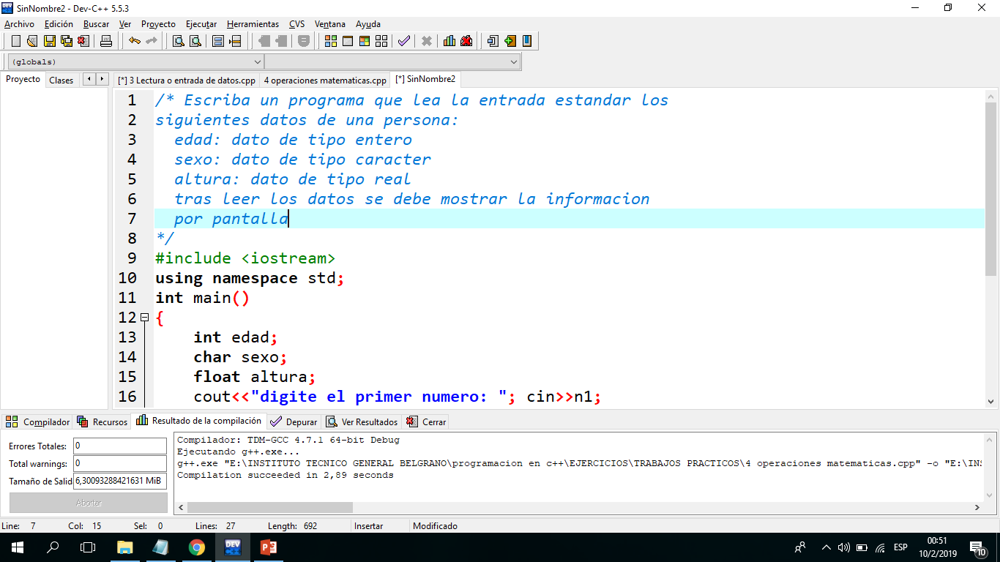 SinNombre2 - Dev-C++ 5.5.3
Archivo Edición Buscar Ver Proyecto Ejecutar Herramientas CVS Ventana Ayuda
(globals)
Proyecto Clases [*] 3 Lectura o entrada de datos.cpp 4 operaciones matematicas.cpp [*] SinNombre2
1 /* Escriba un programa que lea la entrada estandar los
2 siguientes datos de una persona:
3 edad: dato de tipo entero
4 sexo: dato de tipo caracter
5 altura: dato de tipo real
6 tras leer los datos se debe mostrar la informacion
7 por pantalla
8 */
9 #include <iostream>
10 using namespace std;
11 int main()
12 {
13 int edad;
14 char sexo;
15 float altura;
16 cout<<"digite el primer numero: "; cin>>n1;
Compilador Recursos Resultado de la compilación Depurar Ver Resultados Cerrar
Errores Totales: 0
Total warnings: 0
Tamaño de Salid 6,30093288421631 MiB
Abortar
Compilador: TDM-GCC 4.7.1 64-bit Debug
Ejecutando g++.exe...
g++.exe "E:\INSTITUTO TECNICO GENERAL BELGRANO\programacion en c++\EJERCICIOS\TRABAJOS PRACTICOS\4 operaciones matematicas.cpp" -o "E:\INS
Compilation succeeded in 2,89 seconds
Line: 7 Col: 15 Sel: 0 Lines: 27 Length: 692 Insertar Modificado
DEV
ESP
00:51
10/2/2019
10